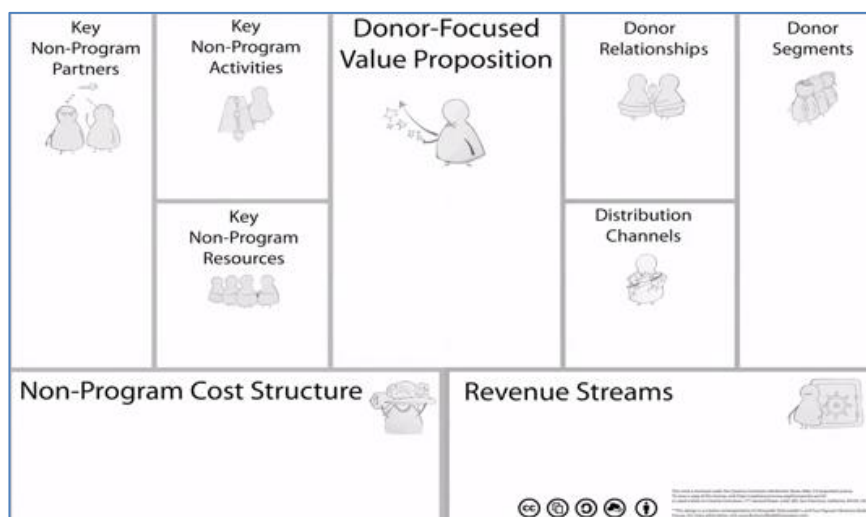 Key
Non-Program
Partners
Key
Non-Program
Activities
Key
Non-Program
Resources
Donor-Focused
Value Proposition
Donor
Relationships
Distribution
Channels
Donor
Segments
Non-Program Cost Structure
Revenue Streams
cc